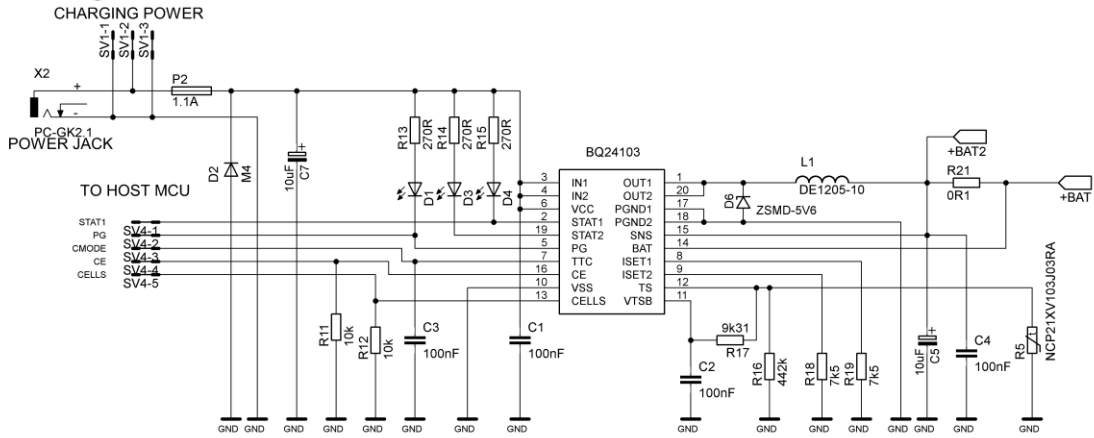 CHARGING POWER
SV1-1
SV1-2
SV1-3
X2
+
-
PC-GK2.1
POWER JACK
P2
1.1A
D2
M4
+
10uF
C7
R13
270R
R14
270R
R15
270R
D1
D3
D4
TO HOST MCU
STAT1
SV4-1
PG
SV4-2
CMODE
SV4-3
CE
SV4-4
CELLS
SV4-5
R11
10k
R12
10k
C3
100nF
C1
100nF
BQ24103
3 IN1 OUT1 1
4 IN2 OUT2 20
6 VCC PGND1 17
2 STAT1 PGND2 18
19 STAT2 SNS 15
5 PG BAT 14
7 TTC ISET1 8
16 CE ISET2 9
10 VSS TS 12
13 CELLS VTSB 11
L1
DE1205-10
D6
ZSMD-5V6
+BAT2
R21
0R1
+BAT
9k31
R17
C2
100nF
R16
442k
R18
7k5
R19
7k5
+
10uF
C5
C4
100nF
R5
NCP21XV103J03RA
GND GND GND GND GND GND GND GND GND GND GND GND GND GND GND GND